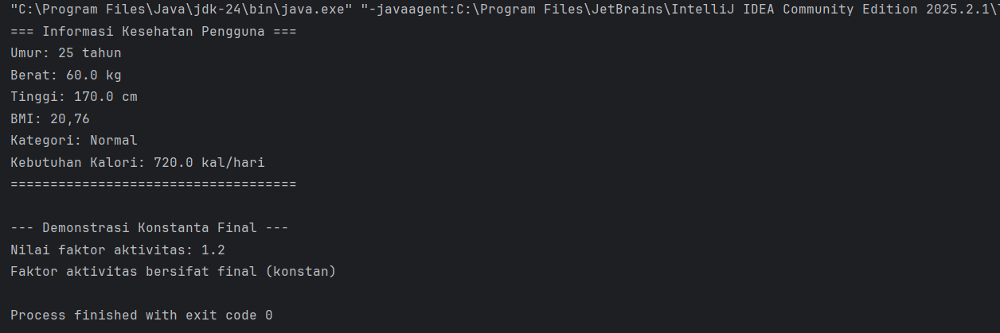 "C:\Program Files\Java\jdk-24\bin\java.exe" "-javaagent:C:\Program Files\JetBrains\IntelliJ IDEA Community Edition 2025.2.1\
=== Informasi Kesehatan Pengguna ===
Umur: 25 tahun
Berat: 60.0 kg
Tinggi: 170.0 cm
BMI: 20,76
Kategori: Normal
Kebutuhan Kalori: 720.0 kal/hari
====================================
--- Demonstrasi Konstanta Final ---
Nilai faktor aktivitas: 1.2
Faktor aktivitas bersifat final (konstan)
Process finished with exit code 0